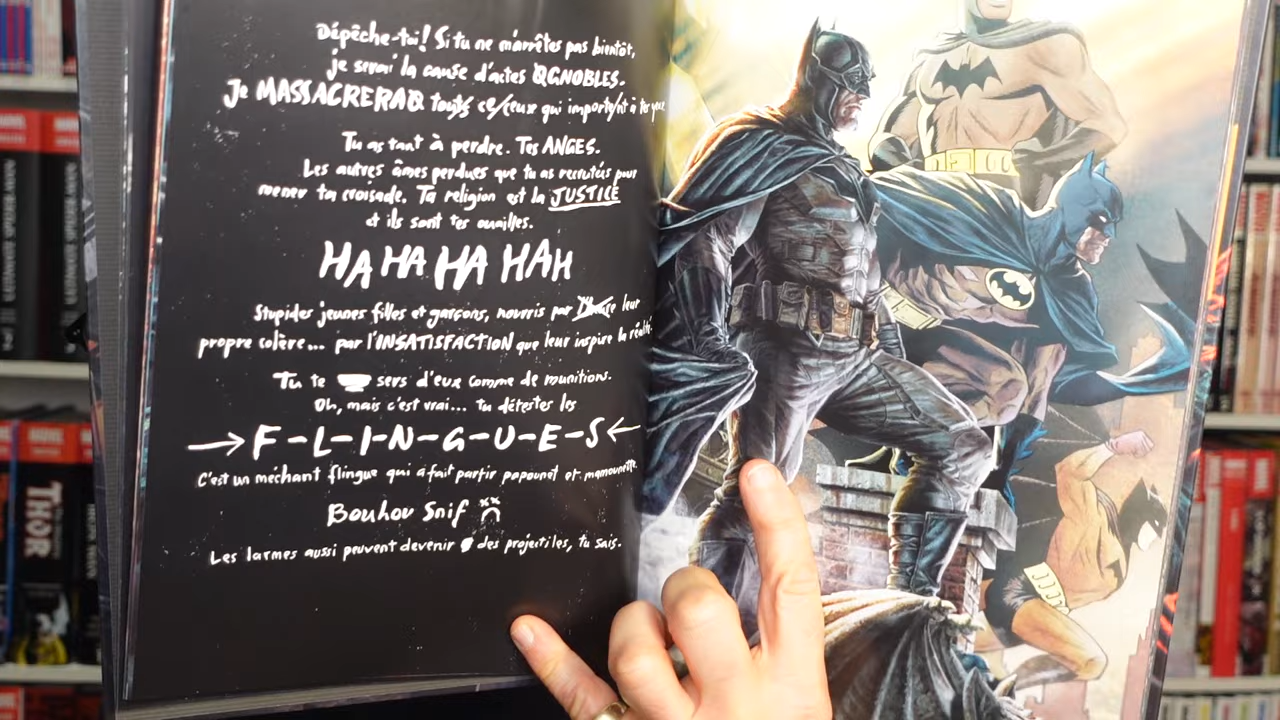 Dépêche-toi! Si tu ne m'arrêtes pas bientôt,
je serai la cause d'actes IGNOBLES.
Je MASSACRERAI tous ce/ceux qui importe/nt à tes yeux
Tu as tant à perdre. Tes ANGES.
Les autres âmes perdues que tu as recrutés pour
mener ta croisade. Ta religion est la JUSTICE
et ils sont tes ouailles.
HA HA HA HAH
Stupides jeunes filles et garçons, nourris par leur
propre colère... par l'INSATISFACTION que leur inspire la réalité.
Tu te sers d'eux comme de munitions.
Oh, mais c'est vrai... Tu détestes les
→ F-L-I-N-G-U-E-S ←
C'est un méchant flingue qui a fait partir papounet et mamounette.
Bouhou Snif
Les larmes aussi peuvent devenir des projectiles, tu sais.
THOR